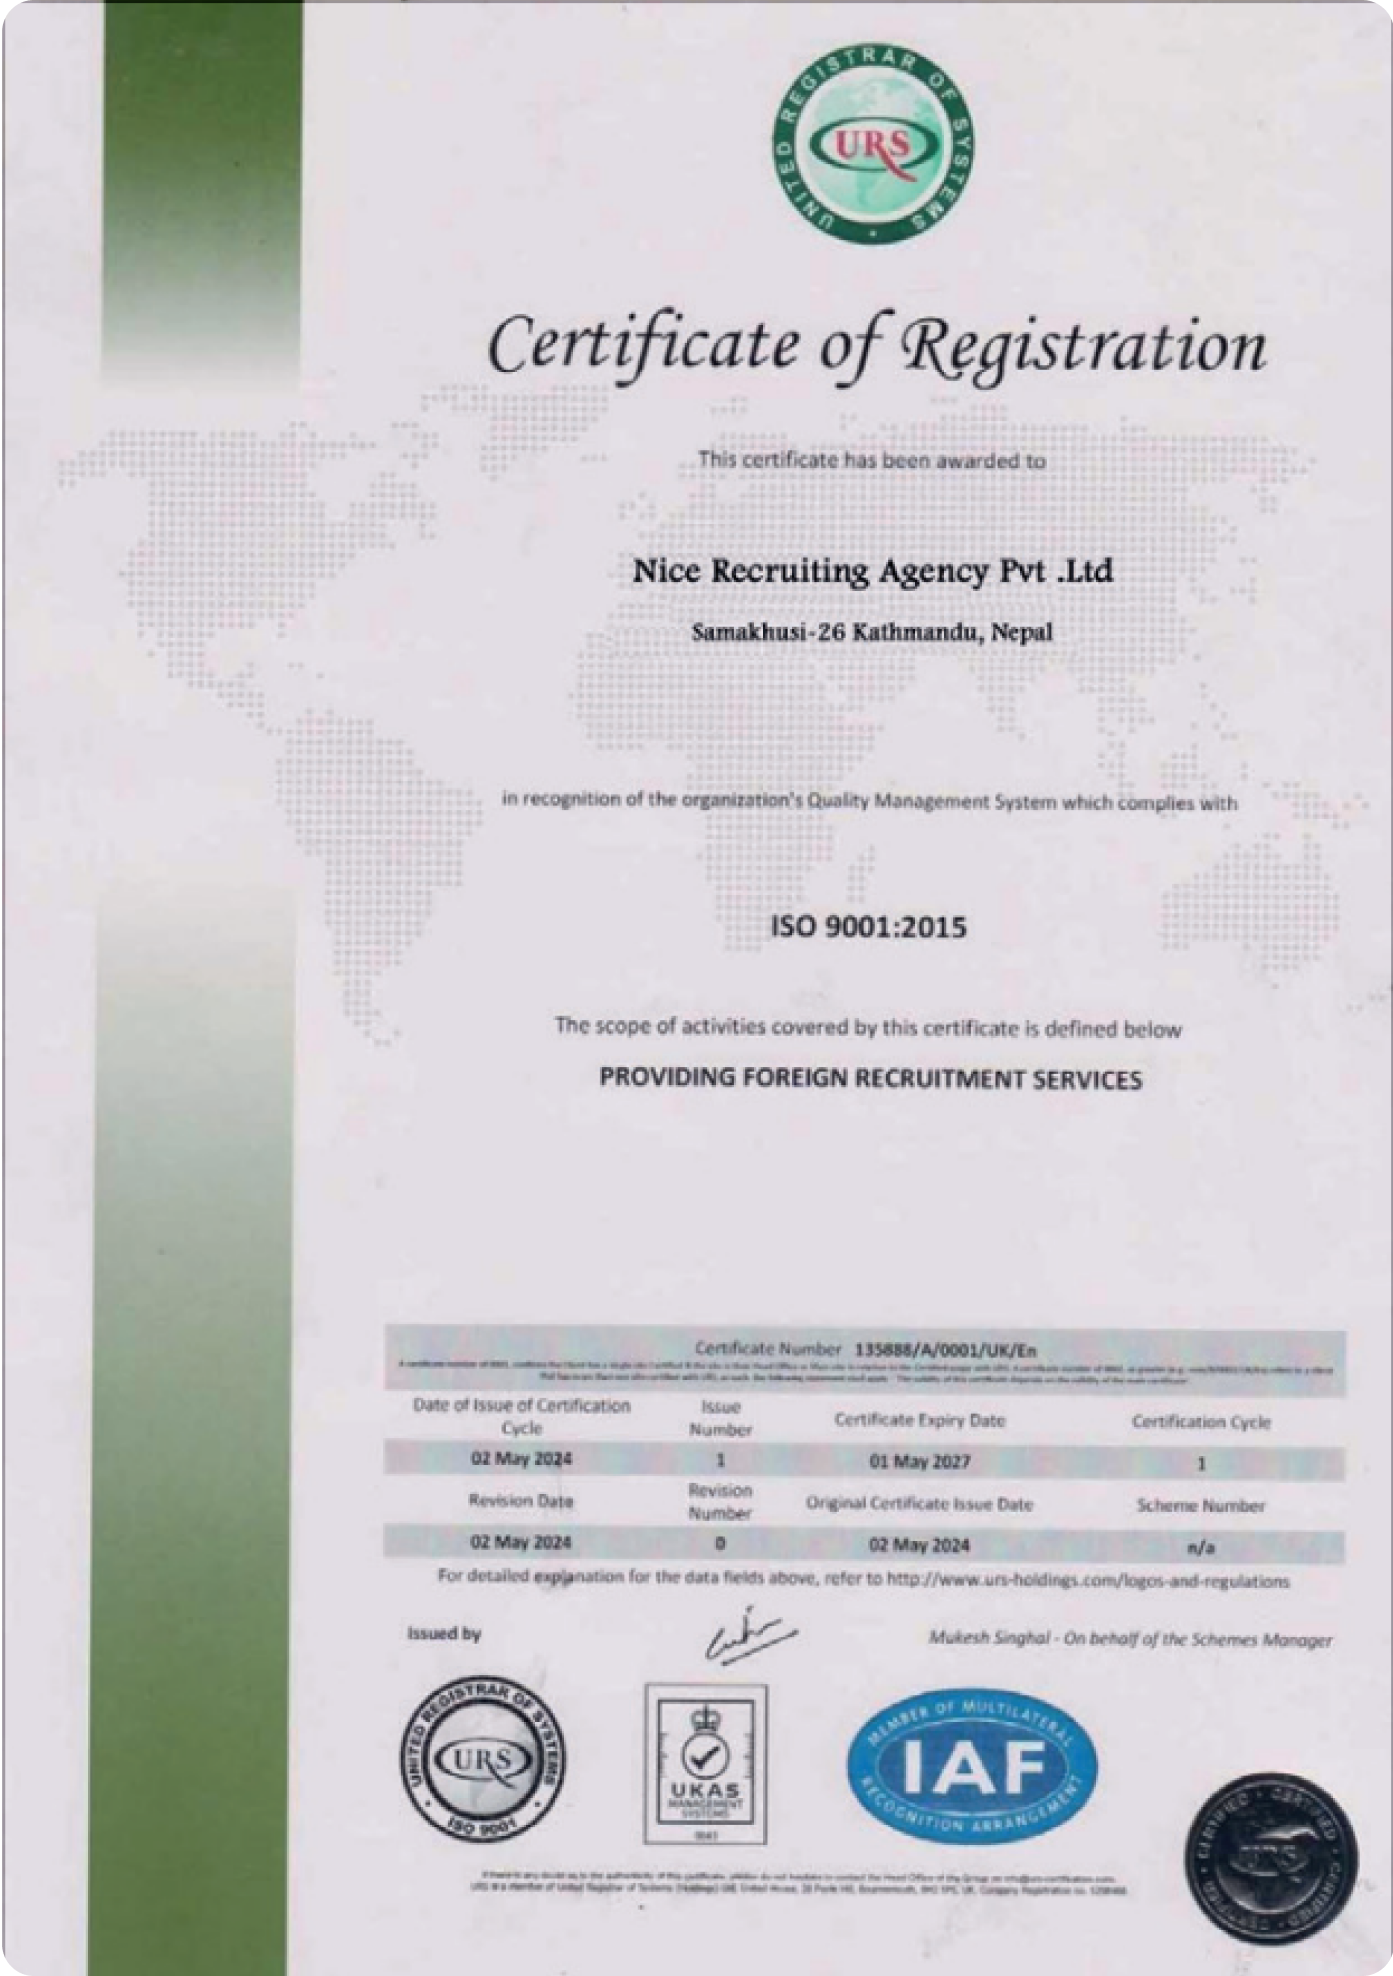 UNITED REGISTRAR OF SYSTEMS
URS
Certificate of Registration
This certificate has been awarded to
Nice Recruiting Agency Pvt .Ltd
Samakhusi-26 Kathmandu, Nepal
in recognition of the organization's Quality Management System which complies with
ISO 9001:2015
The scope of activities covered by this certificate is defined below
PROVIDING FOREIGN RECRUITMENT SERVICES
Certificate Number 135888/A/0001/UK/En
Date of Issue of Certification Cycle
Issue Number
Certificate Expiry Date
Certification Cycle
02 May 2024 1 01 May 2027 1
Revision Date
Revision Number
Original Certificate Issue Date
Scheme Number
02 May 2024 0 02 May 2024 n/a
For detailed explanation for the data fields above, refer to http://www.urs-holdings.com/logos-and-regulations
Issued by
Mukesh Singhal - On behalf of the Schemes Manager
UNITED REGISTRAR OF SYSTEMS
URS
ISO 9001
UKAS
MANAGEMENT
SYSTEMS
MEMBER OF MULTILATERAL
IAF
RECOGNITION ARRANGEMENT
CERTIFIED
URS
CERTIFIED